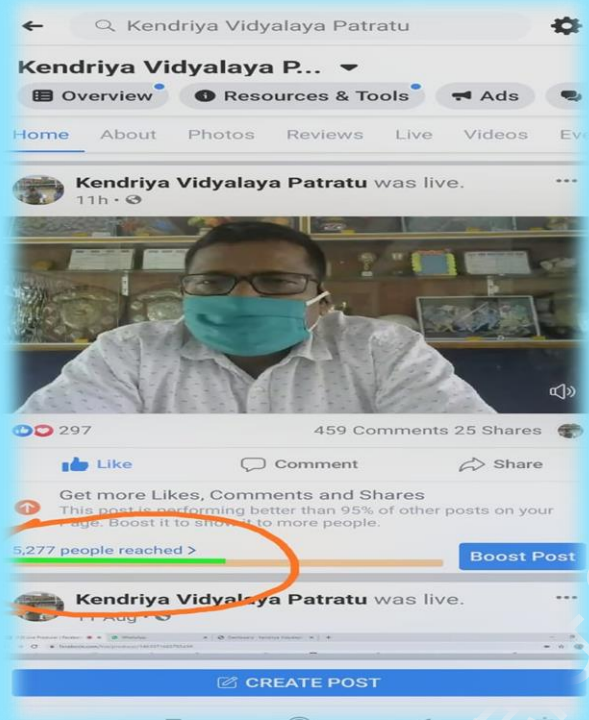 Kendriya Vidyalaya Patratu
Kendriya Vidyalaya P...
Overview Resources & Tools Ads
Home About Photos Reviews Live Videos Ev
Kendriya Vidyalaya Patratu was live.
11h
297 459 Comments 25 Shares
Like Comment Share
Get more Likes, Comments and Shares
This post is performing better than 95% of other posts on your
Page. Boost it to show it to more people.
5,277 people reached >
Boost Post
Kendriya Vidyalaya Patratu was live.
11 Aug
CREATE POST